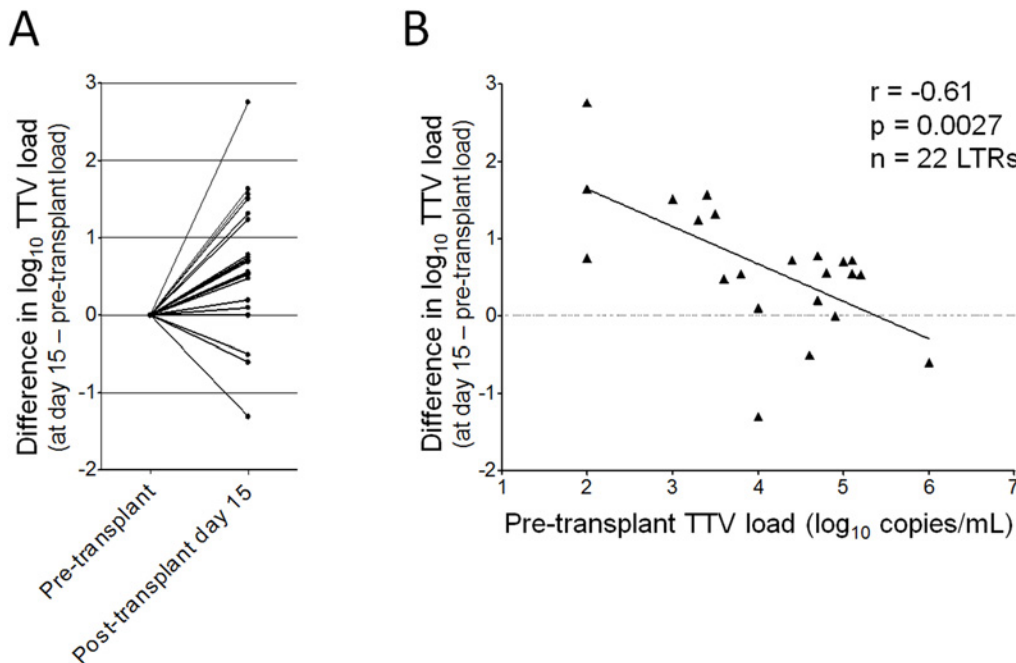 A
Difference in log₁₀ TTV load
(at day 15 – pre-transplant load)
3
2
1
0
-1
-2
Pre-transplant
Post-transplant day 15
B
Difference in log₁₀ TTV load
(at day 15 – pre-transplant load)
3
2
1
0
-1
-2
r = -0.61
p = 0.0027
n = 22 LTRs
1 2 3 4 5 6 7
Pre-transplant TTV load (log₁₀ copies/mL)